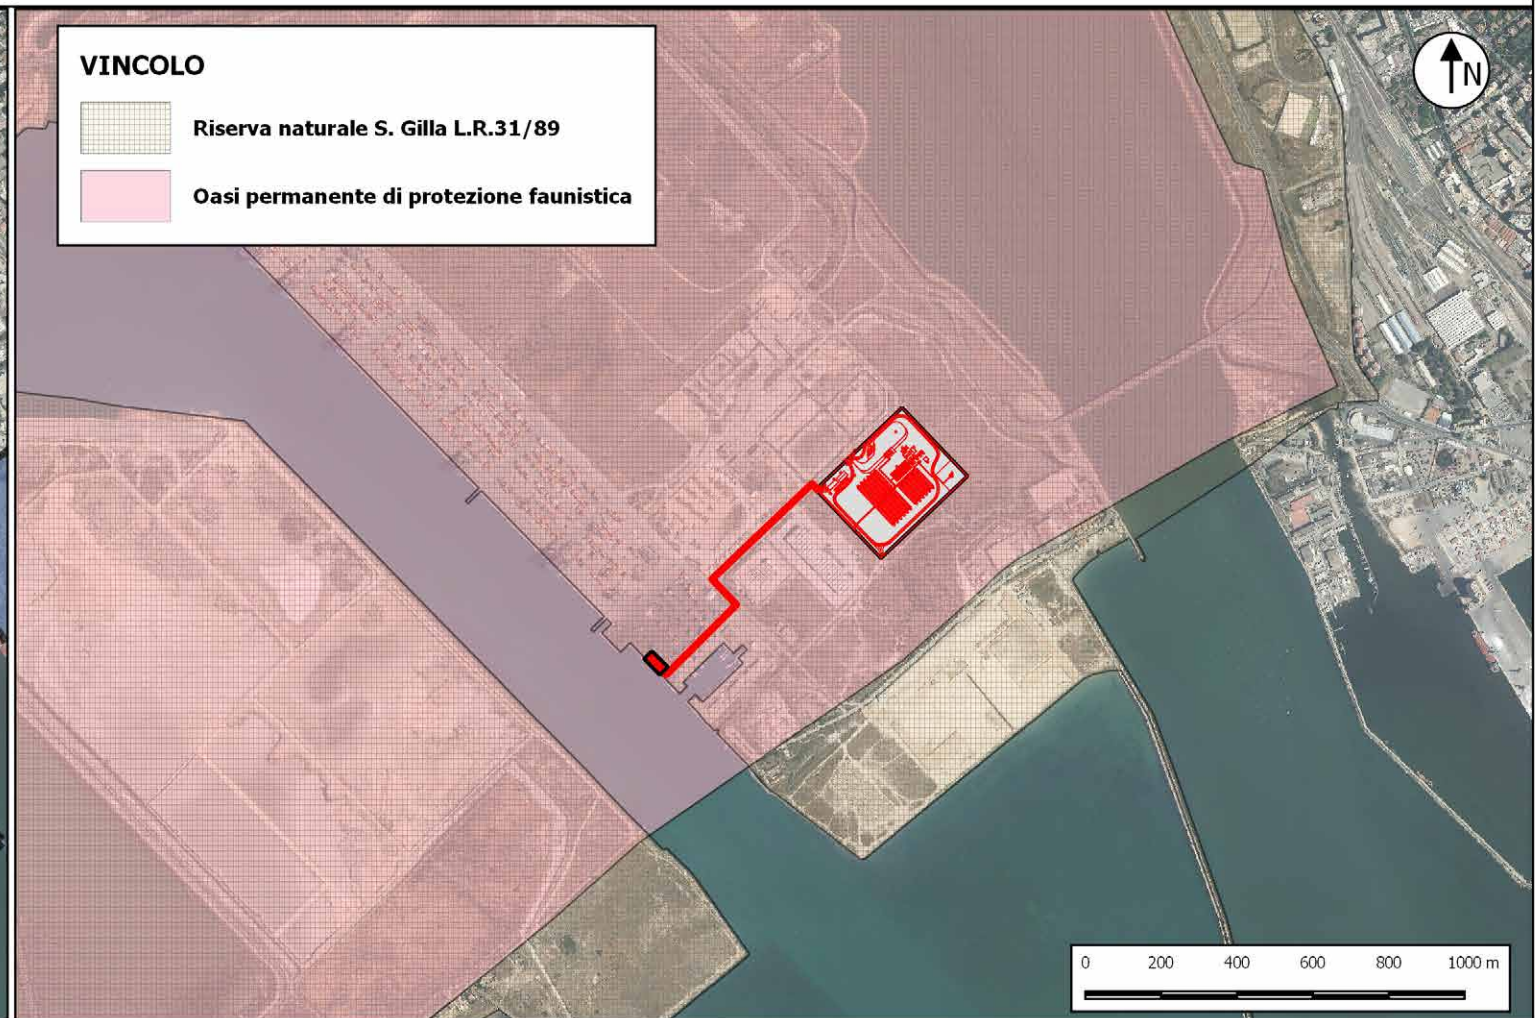 VINCOLO
Riserva naturale S. Gilla L.R.31/89
Oasi permanente di protezione faunistica
N
0 200 400 600 800 1000 m